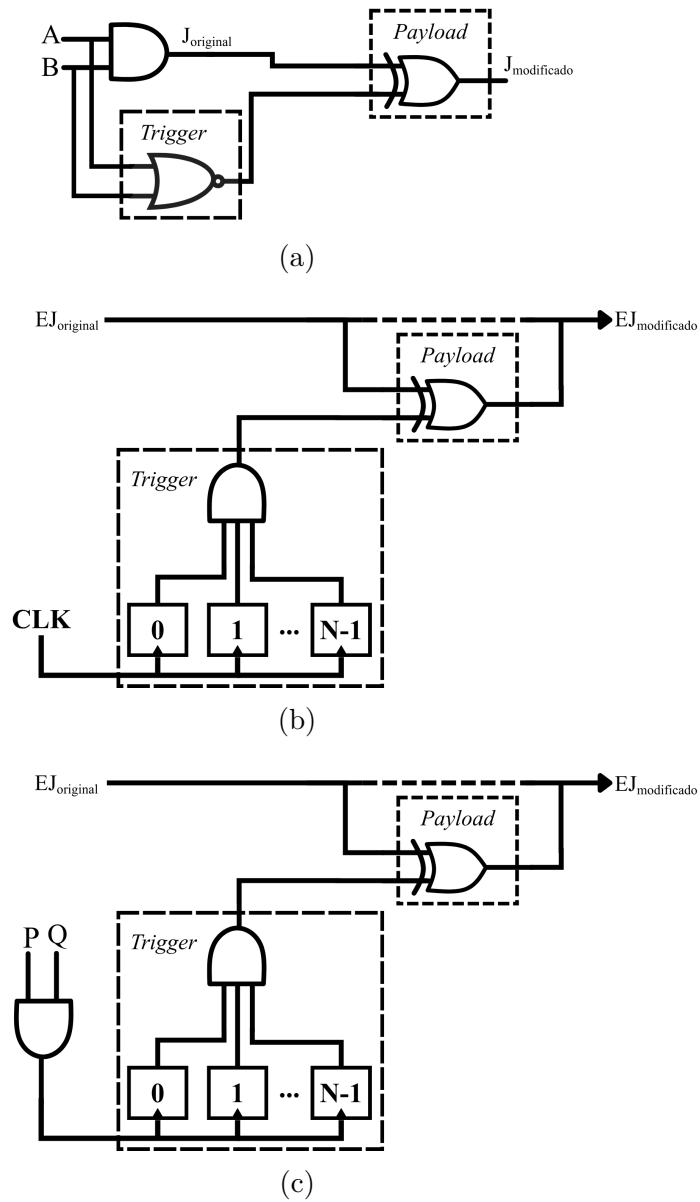 Payload
A
J_original
B
J_modificado
Trigger
(a)
EJ_original
EJ_modificado
Payload
Trigger
CLK
0 1 ... N-1
(b)
EJ_original
EJ_modificado
Payload
P Q
Trigger
0 1 ... N-1
(c)